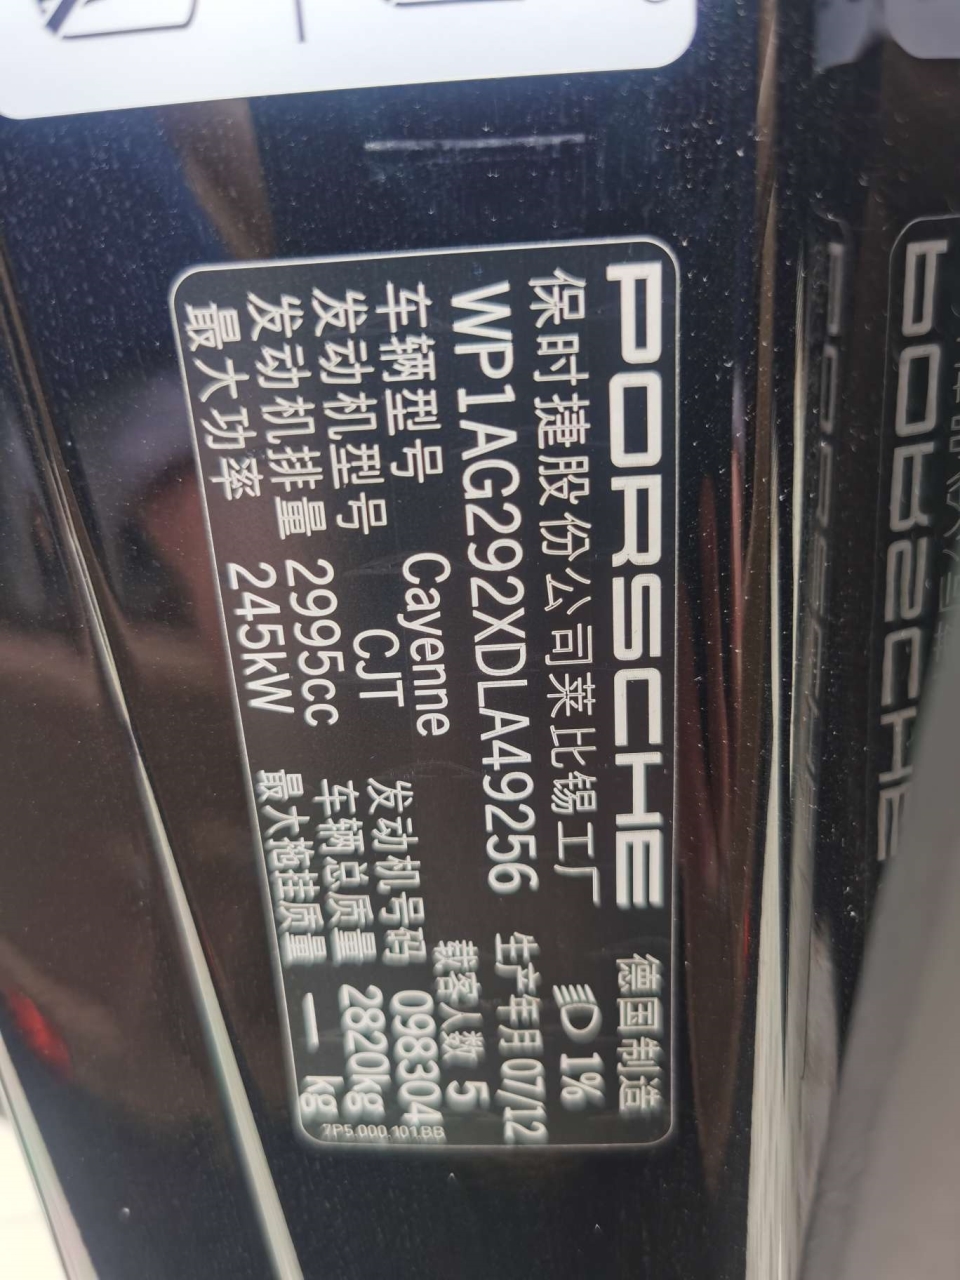 PORSCHE 德国制造
保时捷股份公司莱比锡工厂 1%
WP1AG292XDLA49256 生产年月 07/12
载客人数 5
车辆型号 Cayenne 发动机号码 098304
发动机型号 CJT 车辆总质量 2820kg
发动机排量 2995cc 最大拖挂质量 — kg
最大功率 245kW
7P5.000.101.BB